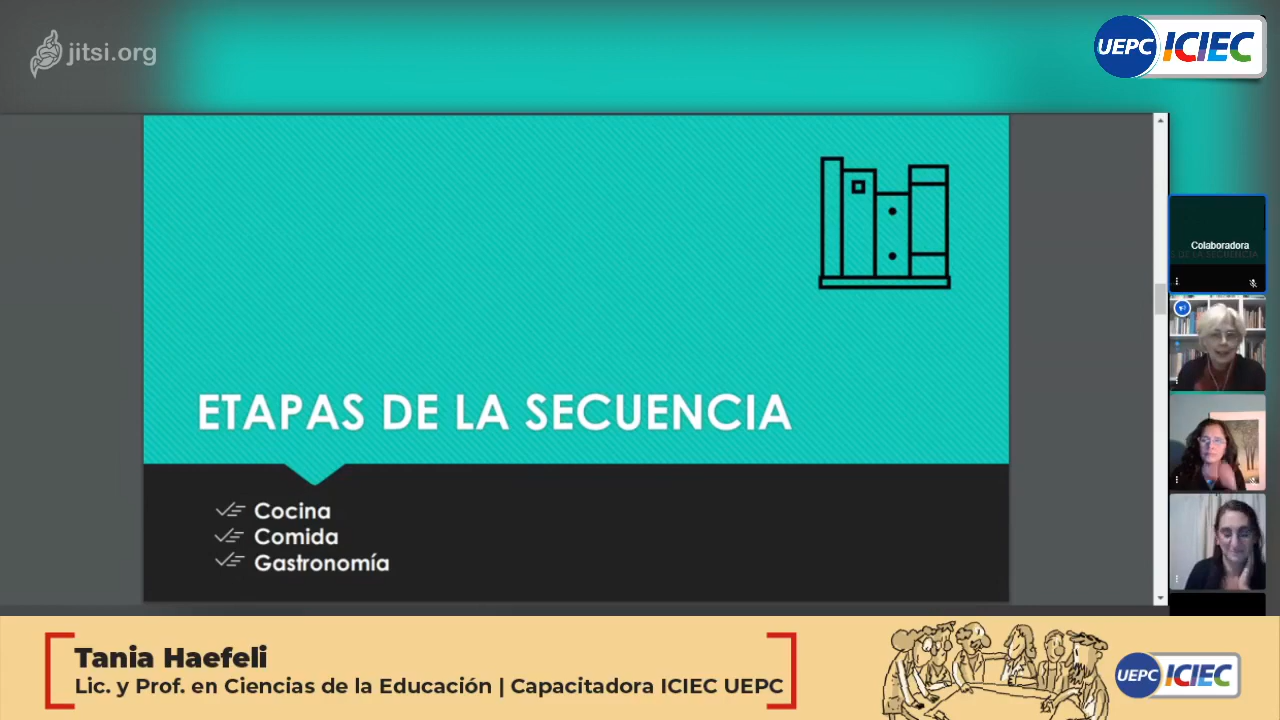 jitsi.org
UEPC ICIEC
Colaboradora
ETAPAS DE LA SECUENCIA
Cocina
Comida
Gastronomía
Tania Haefeli
Lic. y Prof. en Ciencias de la Educación | Capacitadora ICIEC UEPC
UEPC ICIEC